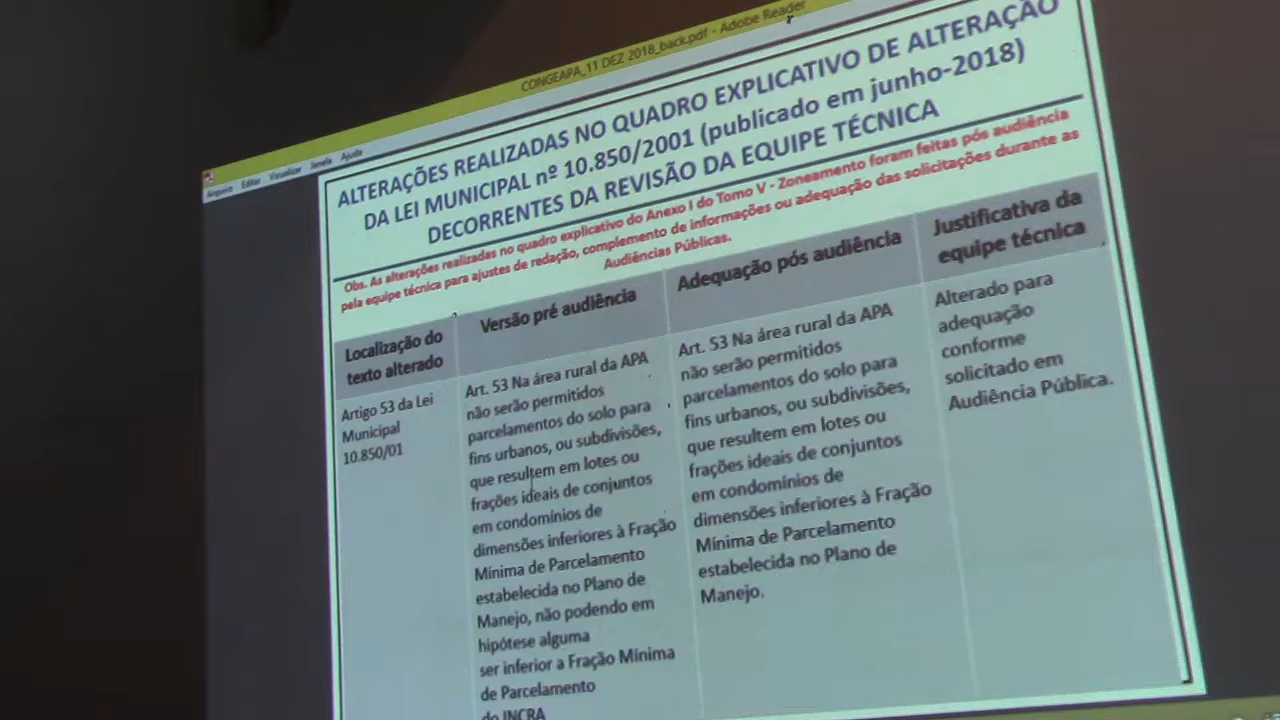 CONGEAPA_11 DEZ 2018_back.pdf - Adobe Reader
Arquivo Editar Visualizar Janela Ajuda
ALTERAÇÕES REALIZADAS NO QUADRO EXPLICATIVO DE ALTERAÇÃO
DA LEI MUNICIPAL nº 10.850/2001 (publicado em junho-2018)
DECORRENTES DA REVISÃO DA EQUIPE TÉCNICA
Obs. As alterações realizadas no quadro explicativo do Anexo I do Tomo V - Zoneamento foram feitas pós audiência
pela equipe técnica para ajustes de redação, complemento de informações ou adequação das solicitações durante as
Audiências Públicas.
Localização do
texto alterado
Versão pré audiência
Adequação pós audiência
Justificativa da
equipe técnica
Artigo 53 da Lei
Municipal
10.850/01
Art. 53 Na área rural da APA
não serão permitidos
parcelamentos do solo para
fins urbanos, ou subdivisões,
que resultem em lotes ou
frações ideais de conjuntos
em condomínios de
dimensões inferiores à Fração
Mínima de Parcelamento
estabelecida no Plano de
Manejo, não podendo em
hipótese alguma
ser inferior a Fração Mínima
de Parcelamento
do INCRA
Art. 53 Na área rural da APA
não serão permitidos
parcelamentos do solo para
fins urbanos, ou subdivisões,
que resultem em lotes ou
frações ideais de conjuntos
em condomínios de
dimensões inferiores à Fração
Mínima de Parcelamento
estabelecida no Plano de
Manejo.
Alterado para
adequação
conforme
solicitado em
Audiência Pública.